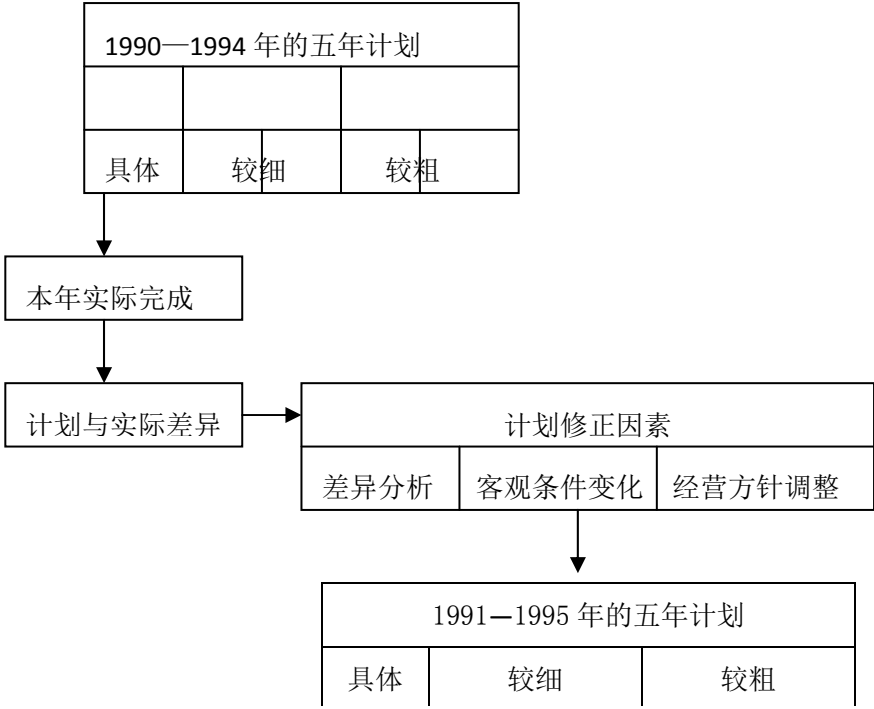 1990—1994 年的五年计划
具体 较细 较粗
本年实际完成
计划与实际差异
计划修正因素
差异分析 客观条件变化 经营方针调整
1991—1995 年的五年计划
具体 较细 较粗